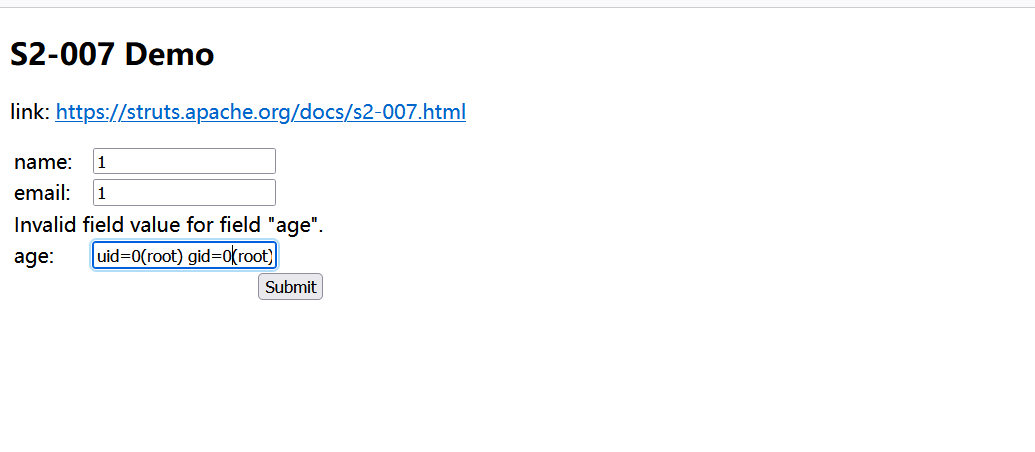 S2-007 Demo
link: https://struts.apache.org/docs/s2-007.html
name: 1
email: 1
Invalid field value for field "age".
age: uid=0(root) gid=0(root)
Submit